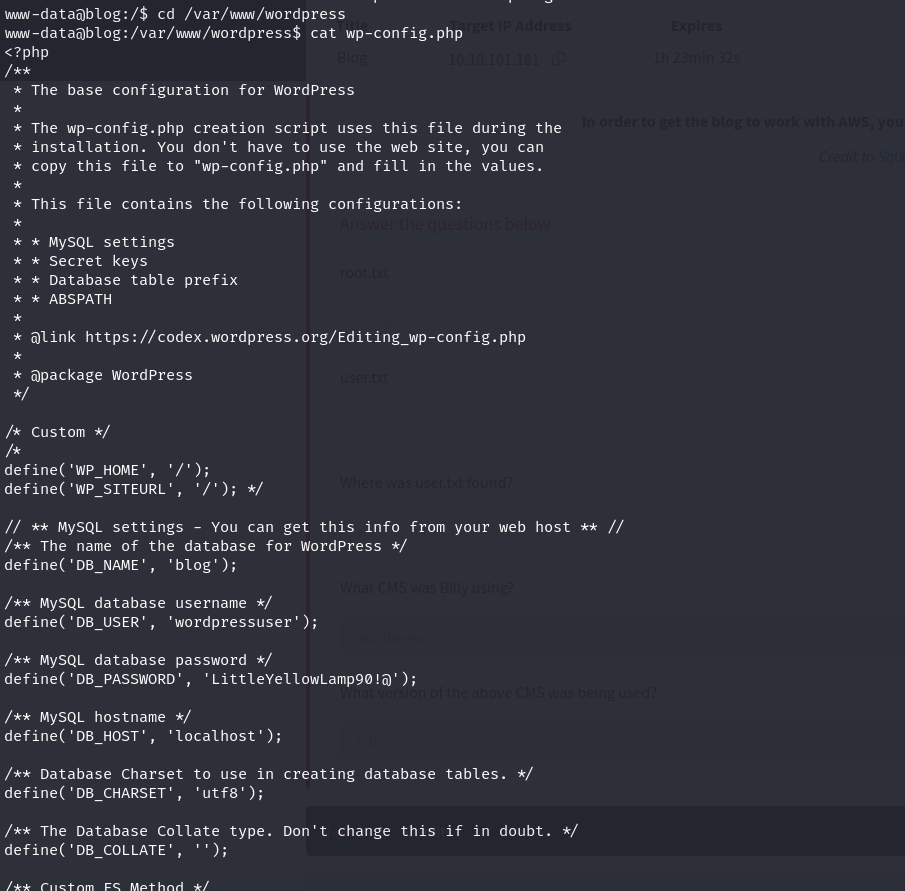 www-data@blog:/$ cd /var/www/wordpress
www-data@blog:/var/www/wordpress$ cat wp-config.php
Title Target IP Address Expires
<?php
Blog 10.10.101.181 1h 23min 32s
/**
 * The base configuration for WordPress
 *
In order to get the blog to work with AWS, you
 * The wp-config.php creation script uses this file during the
 * installation. You don't have to use the web site, you can
Credit to
 * copy this file to "wp-config.php" and fill in the values.
 *
 * This file contains the following configurations:
 *
Answer the questions below
 * * MySQL settings
 * * Secret keys
root.txt
 * * Database table prefix
 * * ABSPATH
 *
 * @link https://codex.wordpress.org/Editing_wp-config.php
 *
 * @package WordPress
user.txt
 */
/* Custom */
/*
define('WP_HOME', '/');
Where was user.txt found?
define('WP_SITEURL', '/'); */
// ** MySQL settings - You can get this info from your web host ** //
/** The name of the database for WordPress */
define('DB_NAME', 'blog');
What CMS was Billy using?
/** MySQL database username */
define('DB_USER', 'wordpressuser');
/** MySQL database password */
define('DB_PASSWORD', 'LittleYellowLamp90!@');
What version of the above CMS was being used?
/** MySQL hostname */
define('DB_HOST', 'localhost');
/** Database Charset to use in creating database tables. */
define('DB_CHARSET', 'utf8');
/** The Database Collate type. Don't change this if in doubt. */
define('DB_COLLATE', '');
/** Custom FS Method */